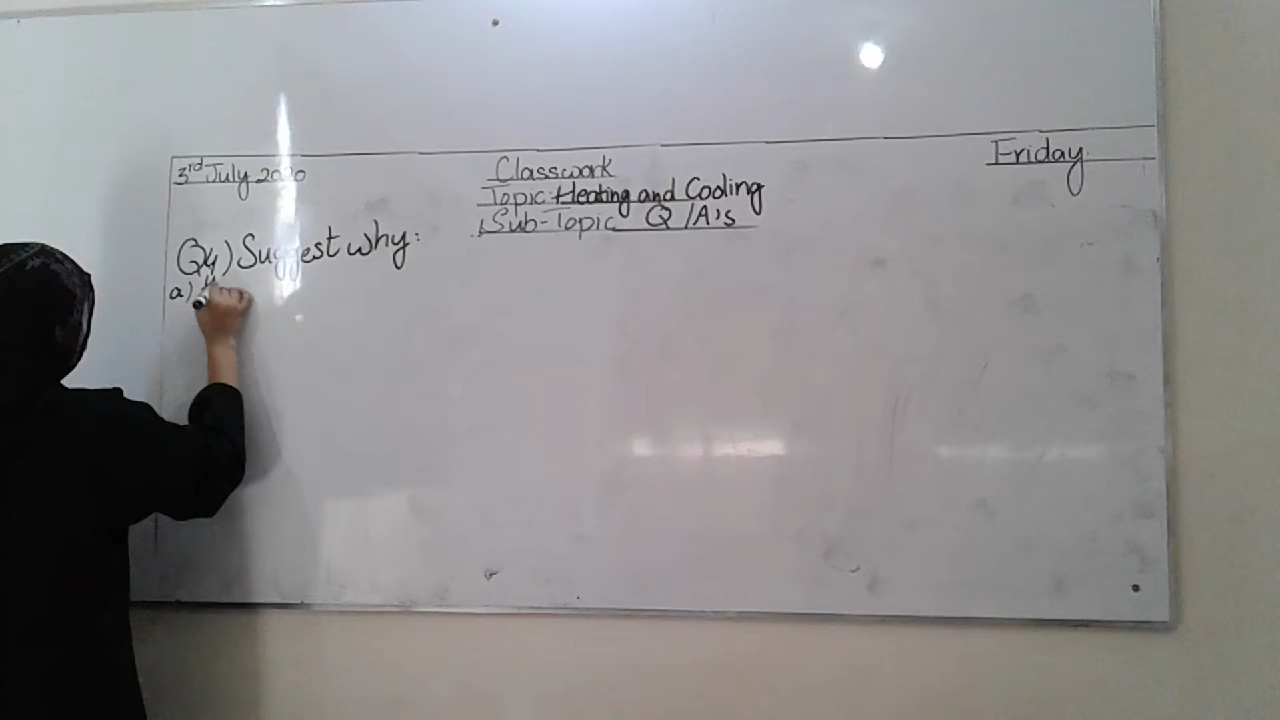 3rd July 2020 Classwork Friday
Topic: Heating and Cooling
Sub-Topic Q/A's
Q4) Suggest why:
a)